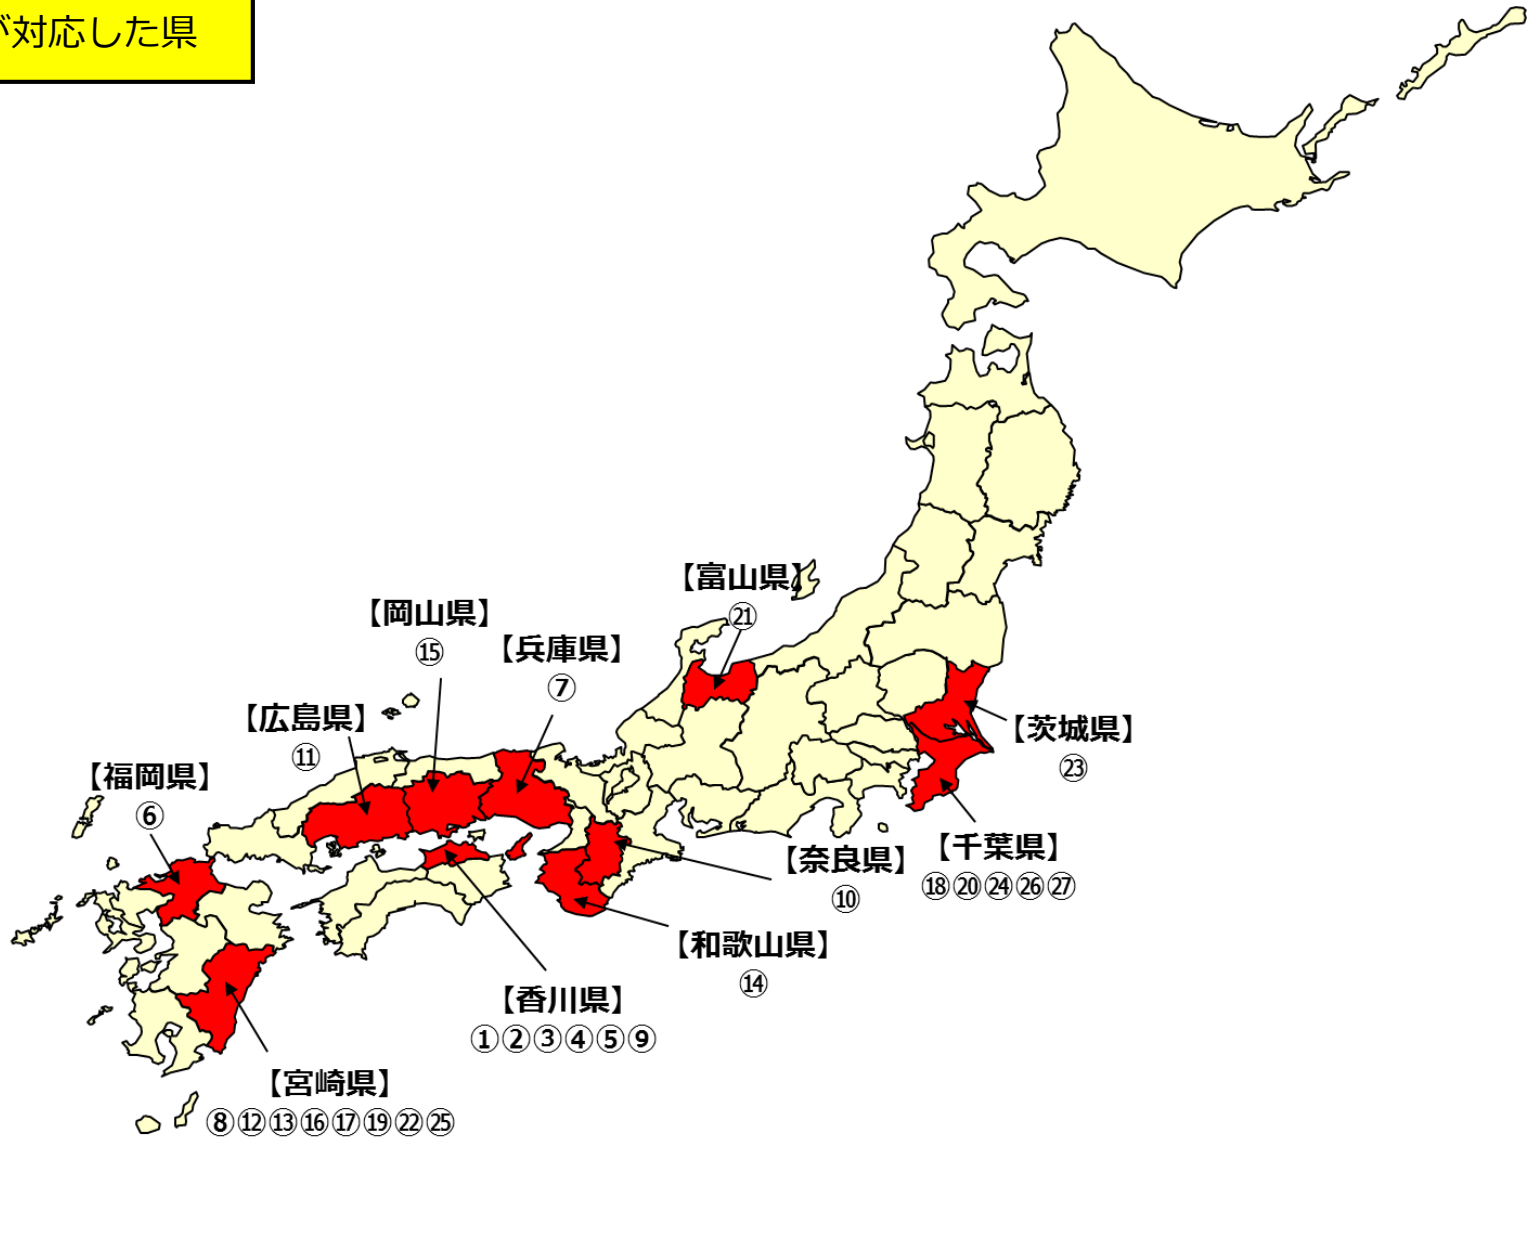 が対応した県
【富山県】
㉑
【岡山県】
⑮
【兵庫県】
⑦
【広島県】
⑪
【茨城県】
㉓
【福岡県】
⑥
【千葉県】
⑱⑳㉔㉖㉗
【奈良県】
⑩
【和歌山県】
⑭
【香川県】
①②③④⑤⑨
【宮崎県】
⑧⑫⑬⑯⑰⑲㉒㉕